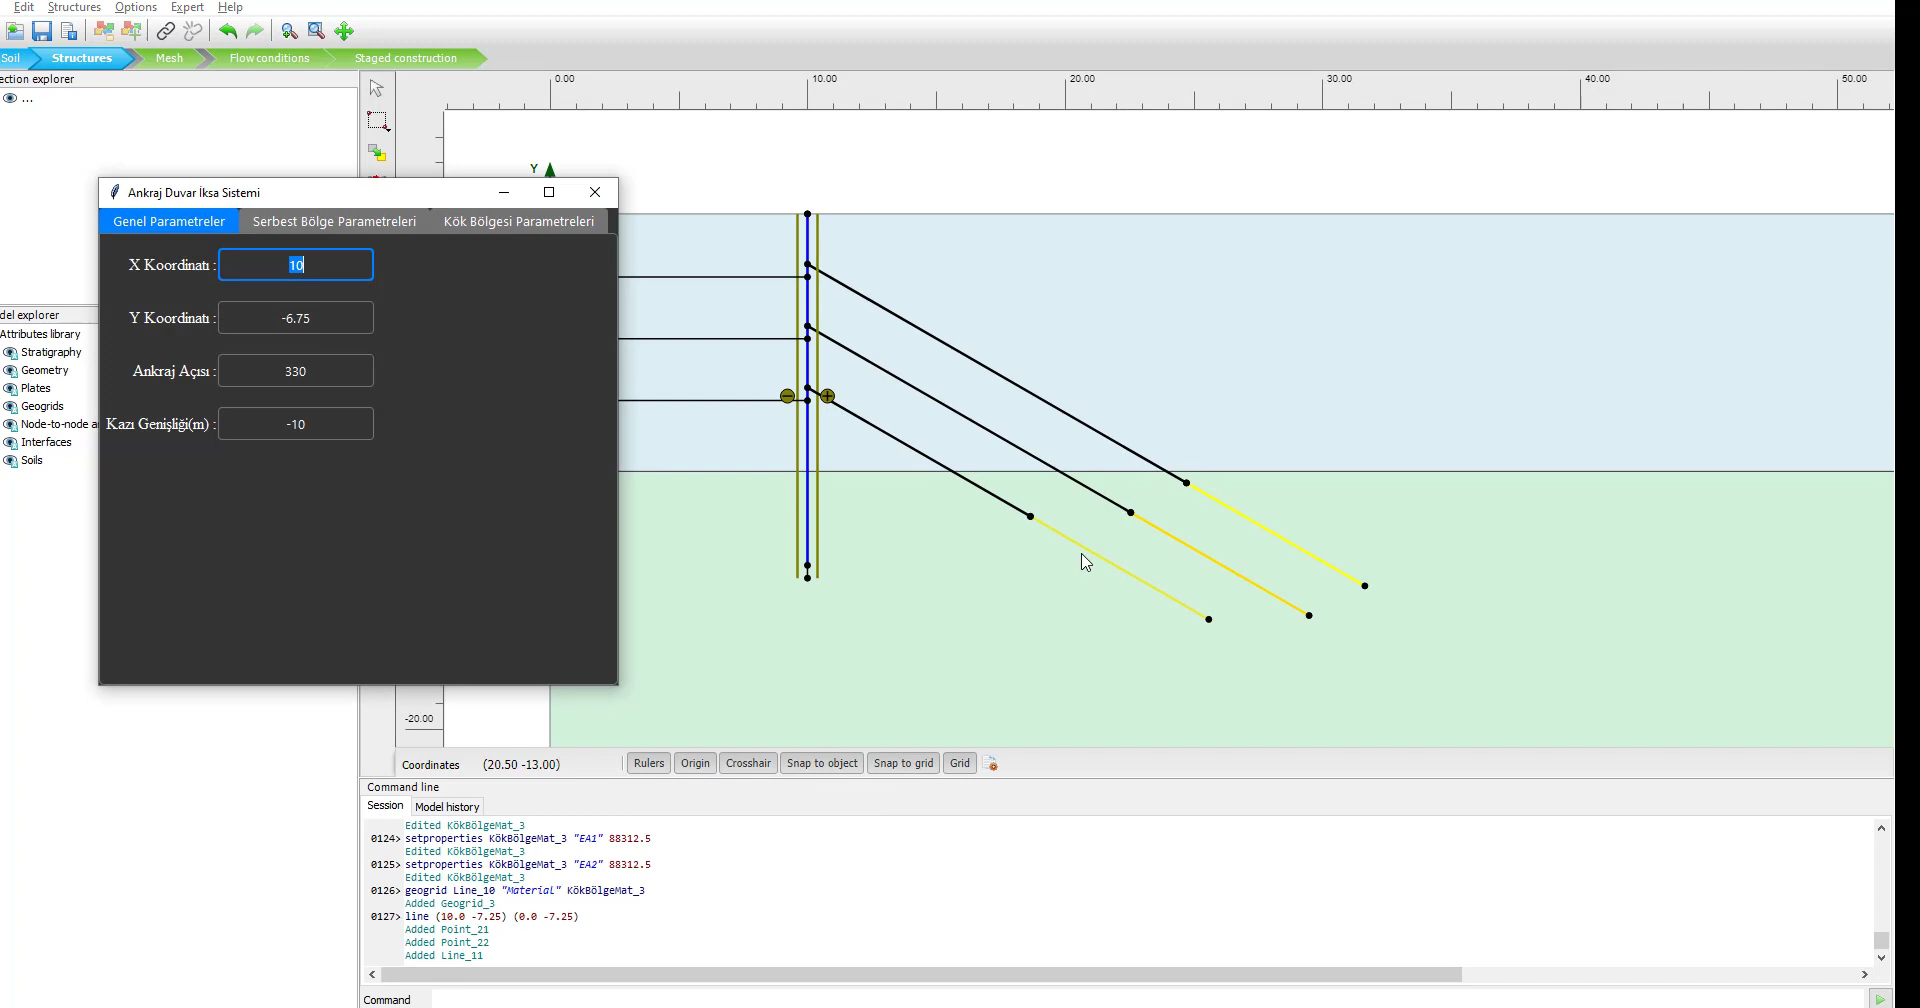 Edit Structures Options Expert Help
Soil Structures Mesh Flow conditions Staged construction
ection explorer
...
0.00 10.00 20.00 30.00 40.00 50.00
Y
Ankraj Duvar İksa Sistemi
Genel Parametreler Serbest Bölge Parametreleri Kök Bölgesi Parametreleri
X Koordinatı : 10
Y Koordinatı : -6.75
Ankraj Açısı : 330
Kazı Genişliği(m) : -10
del explorer
Attributes library
Stratigraphy
Geometry
Plates
Geogrids
Node-to-node a
Interfaces
Soils
-20.00
Coordinates (20.50 -13.00) Rulers Origin Crosshair Snap to object Snap to grid Grid
Command line
Session Model history
Edited KökBölgeMat_3
0124> setproperties KökBölgeMat_3 "EA1" 88312.5
Edited KökBölgeMat_3
0125> setproperties KökBölgeMat_3 "EA2" 88312.5
Edited KökBölgeMat_3
0126> geogrid Line_10 "Material" KökBölgeMat_3
Added Geogrid_3
0127> line (10.0 -7.25) (0.0 -7.25)
Added Point_21
Added Point_22
Added Line_11
Command